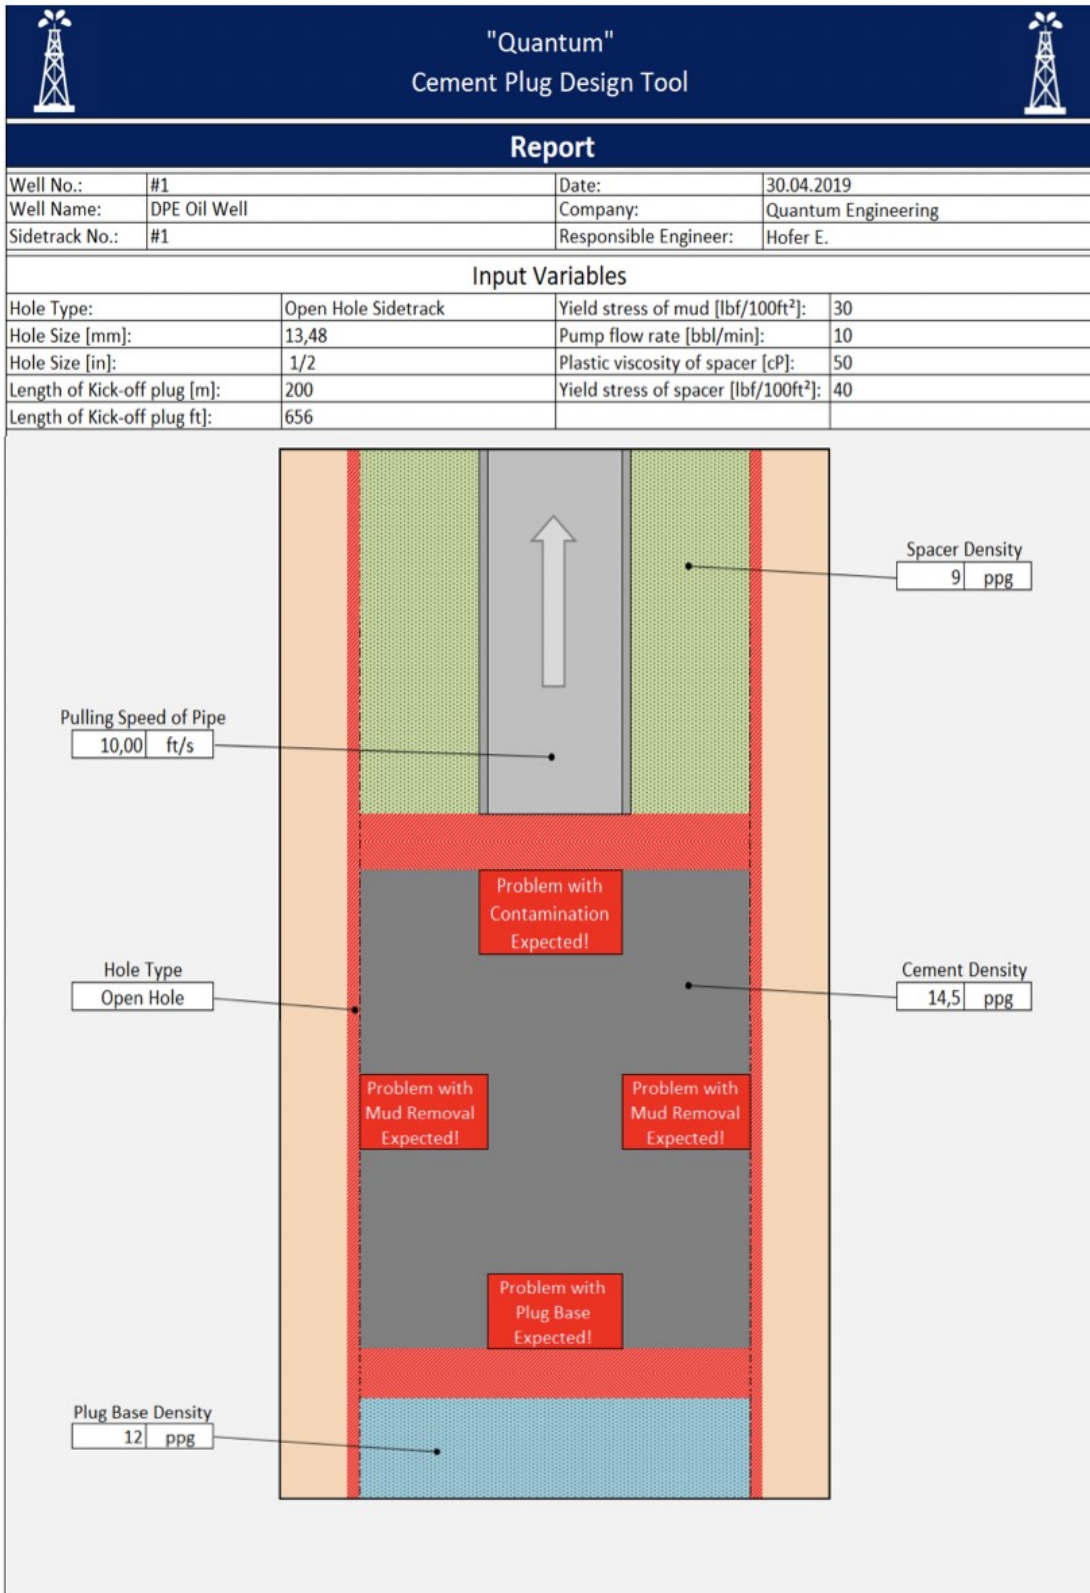 "Quantum"
Cement Plug Design Tool
Report
Well No.: #1 Date: 30.04.2019
Well Name: DPE Oil Well Company: Quantum Engineering
Sidetrack No.: #1 Responsible Engineer: Hofer E.
Input Variables
Hole Type: Open Hole Sidetrack Yield stress of mud [lbf/100ft²]: 30
Hole Size [mm]: 13,48 Pump flow rate [bbl/min]: 10
Hole Size [in]: 1/2 Plastic viscosity of spacer [cP]: 50
Length of Kick-off plug [m]: 200 Yield stress of spacer [lbf/100ft²]: 40
Length of Kick-off plug ft]: 656
Spacer Density
9 ppg
Pulling Speed of Pipe
10,00 ft/s
Problem with
Contamination
Expected!
Hole Type
Open Hole
Cement Density
14,5 ppg
Problem with
Mud Removal
Expected!
Problem with
Mud Removal
Expected!
Problem with
Plug Base
Expected!
Plug Base Density
12 ppg